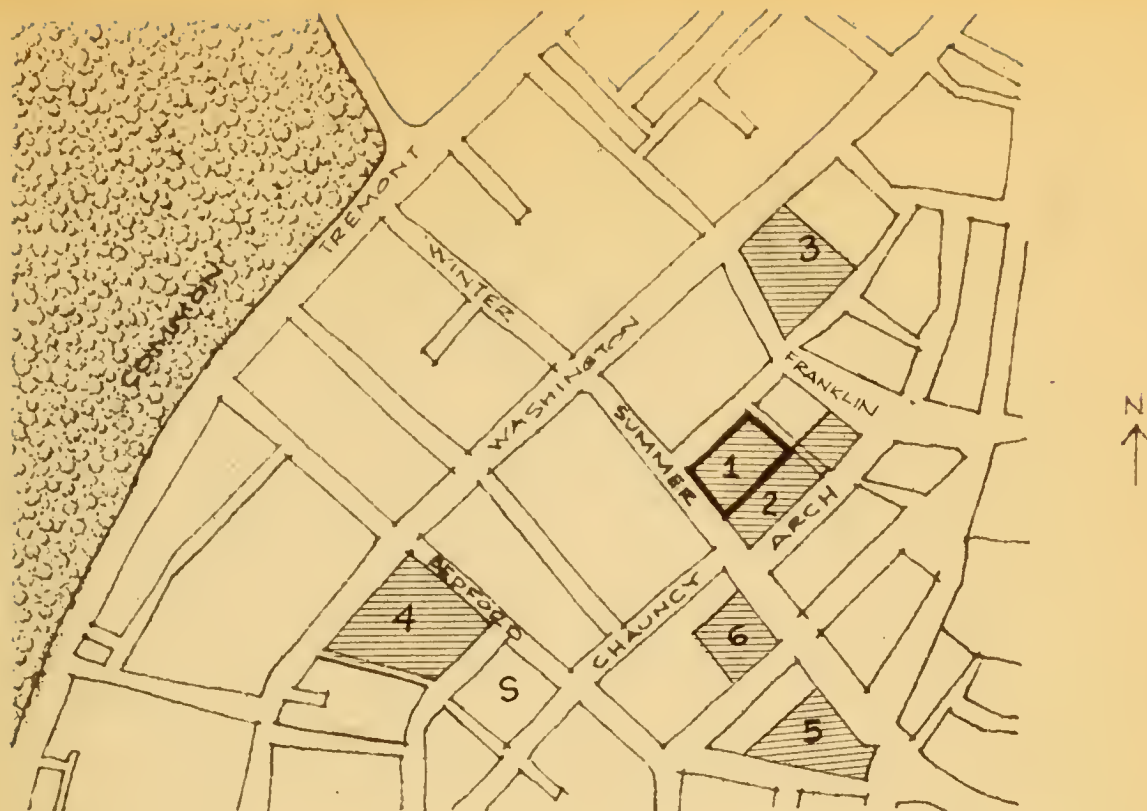 TREMONT
COMMON
WINTER
WASHINGTON
3
FRANKLIN
N
SUMMER
1
2
ARCH
BEDFORD
4
CHAUNCY
6
S
5